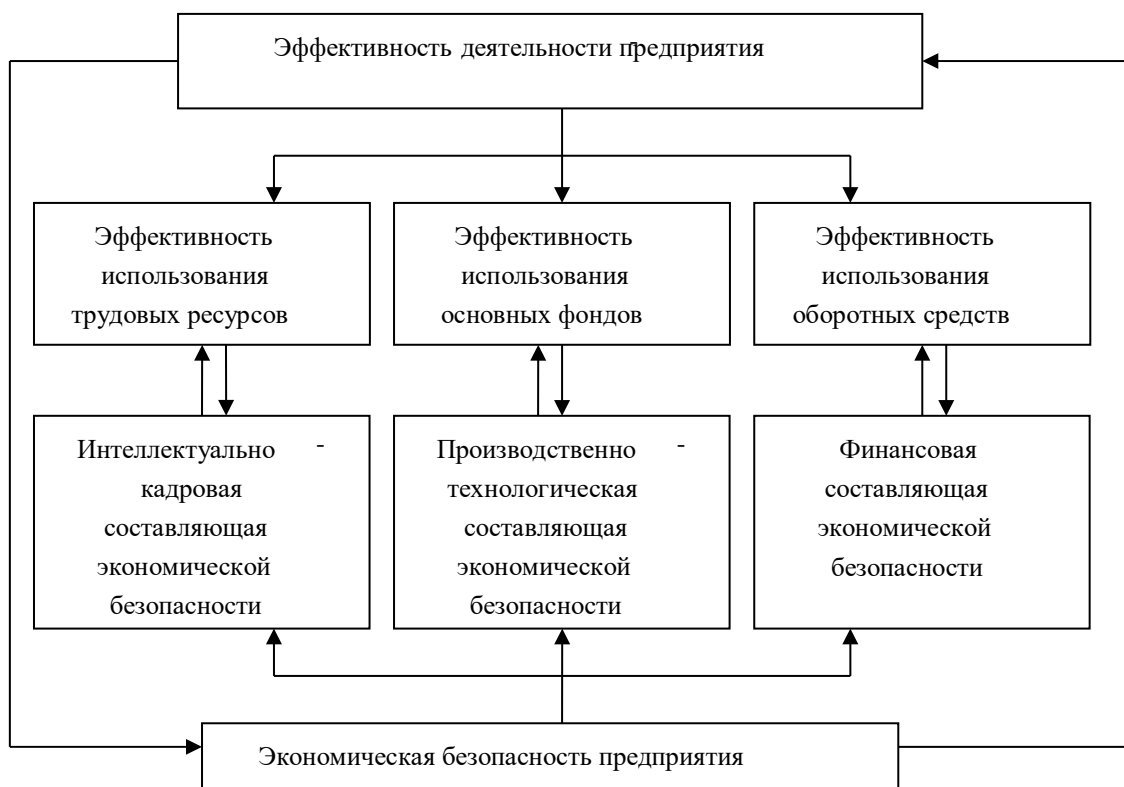 Эффективность деятельности предприятия
Эффективность
использования
трудовых ресурсов
Эффективность
использования
основных фондов
Эффективность
использования
оборотных средств
Интеллектуально -
кадровая
составляющая
экономической
безопасности
Производственно -
технологическая
составляющая
экономической
безопасности
Финансовая
составляющая
экономической
безопасности
Экономическая безопасность предприятия